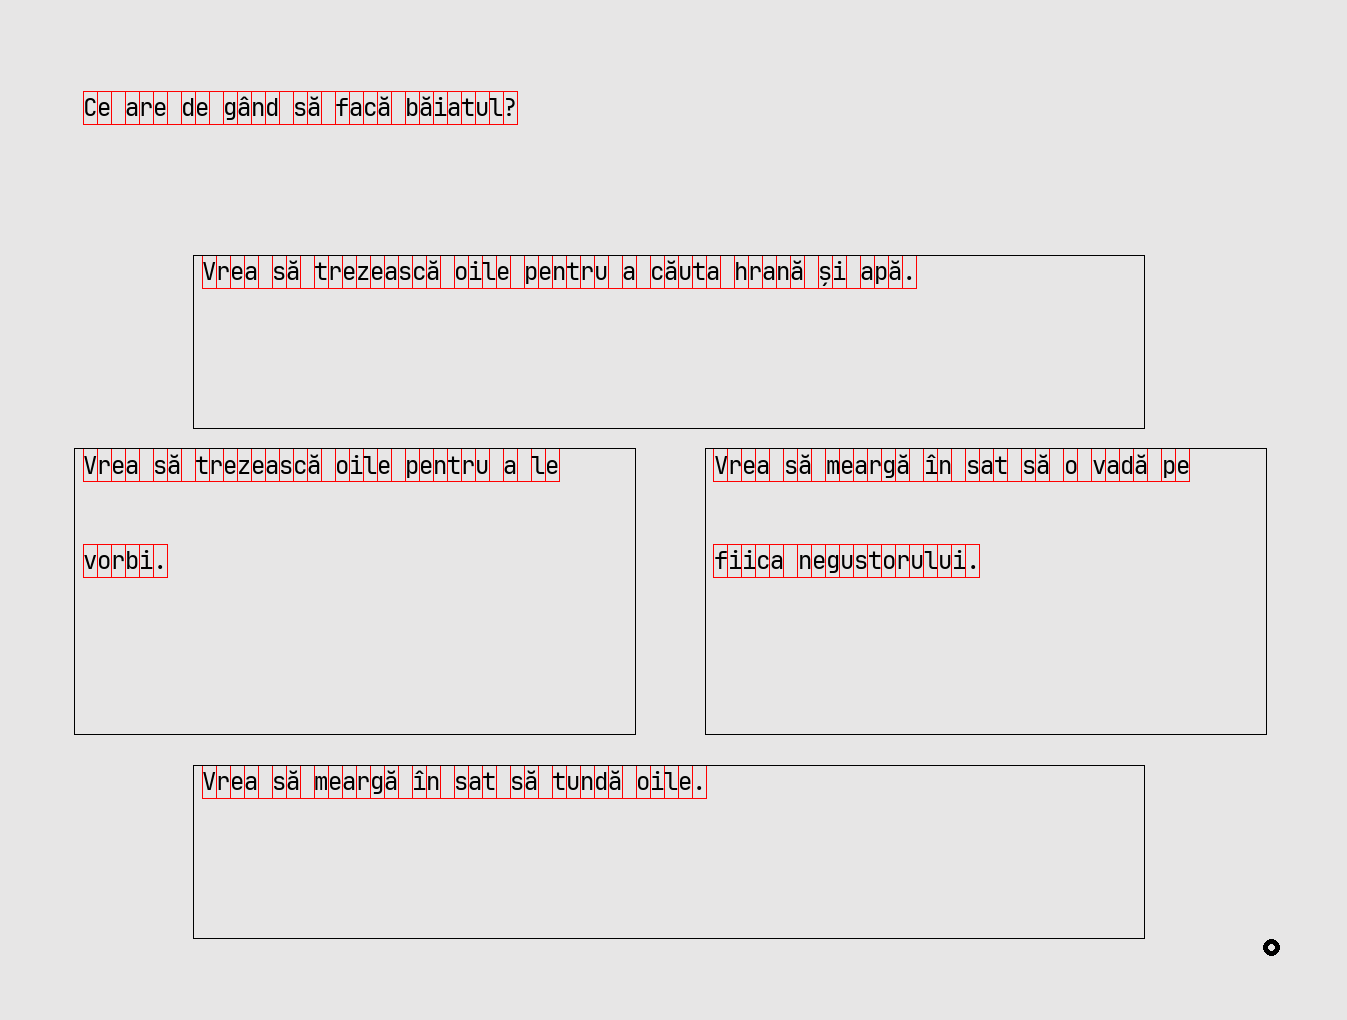 Ce are de gând să facă băiatul?
Vrea să trezească oile pentru a căuta hrană și apă.
Vrea să trezească oile pentru a le
vorbi.
Vrea să meargă în sat să o vadă pe
fiica negustorului.
Vrea să meargă în sat să tundă oile.